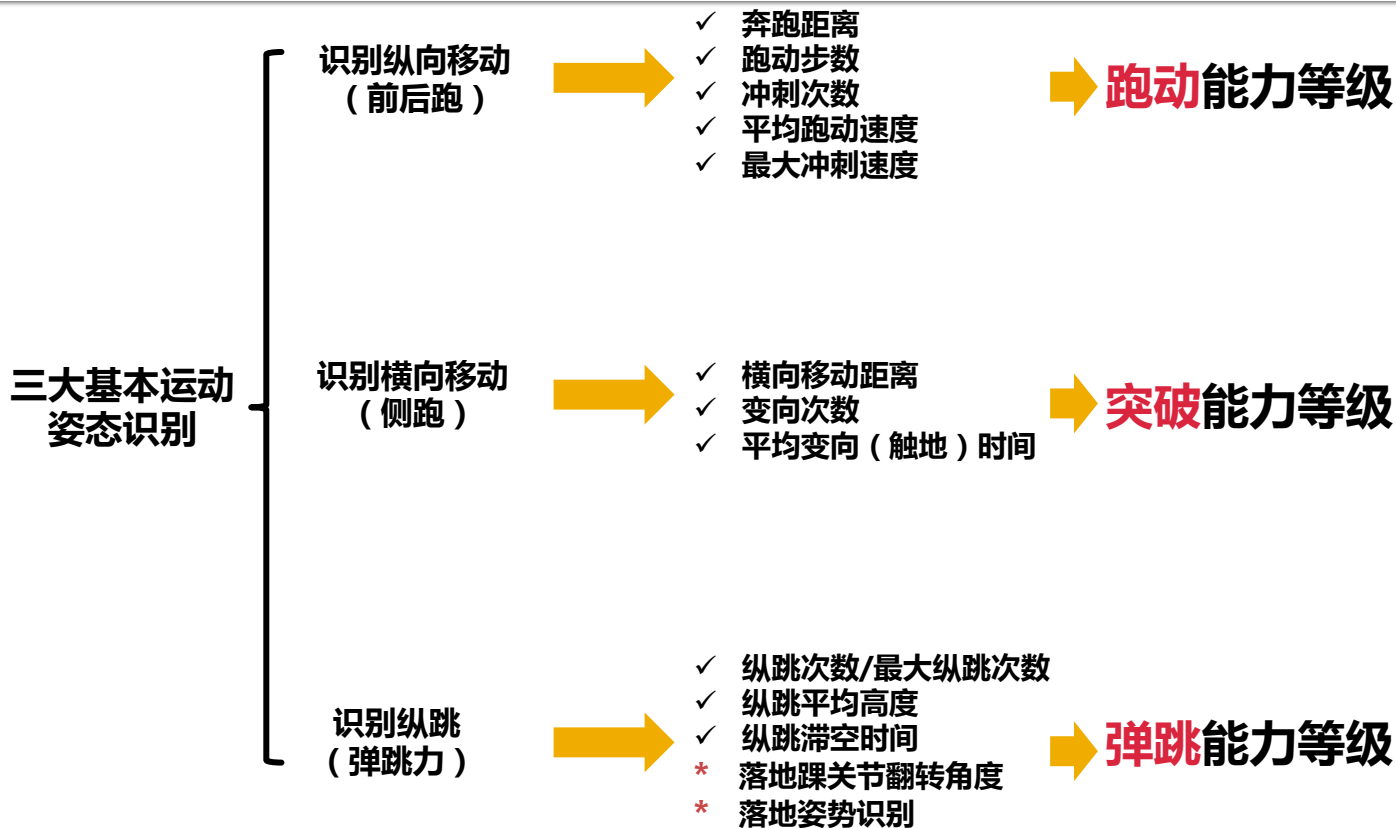 三大基本运动
姿态识别
识别纵向移动
（前后跑）
✓ 奔跑距离
✓ 跑动步数
✓ 冲刺次数
✓ 平均跑动速度
✓ 最大冲刺速度
跑动能力等级
识别横向移动
（侧跑）
✓ 横向移动距离
✓ 变向次数
✓ 平均变向（触地）时间
突破能力等级
识别纵跳
（弹跳力）
✓ 纵跳次数/最大纵跳次数
✓ 纵跳平均高度
✓ 纵跳滞空时间
* 落地踝关节翻转角度
* 落地姿势识别
弹跳能力等级